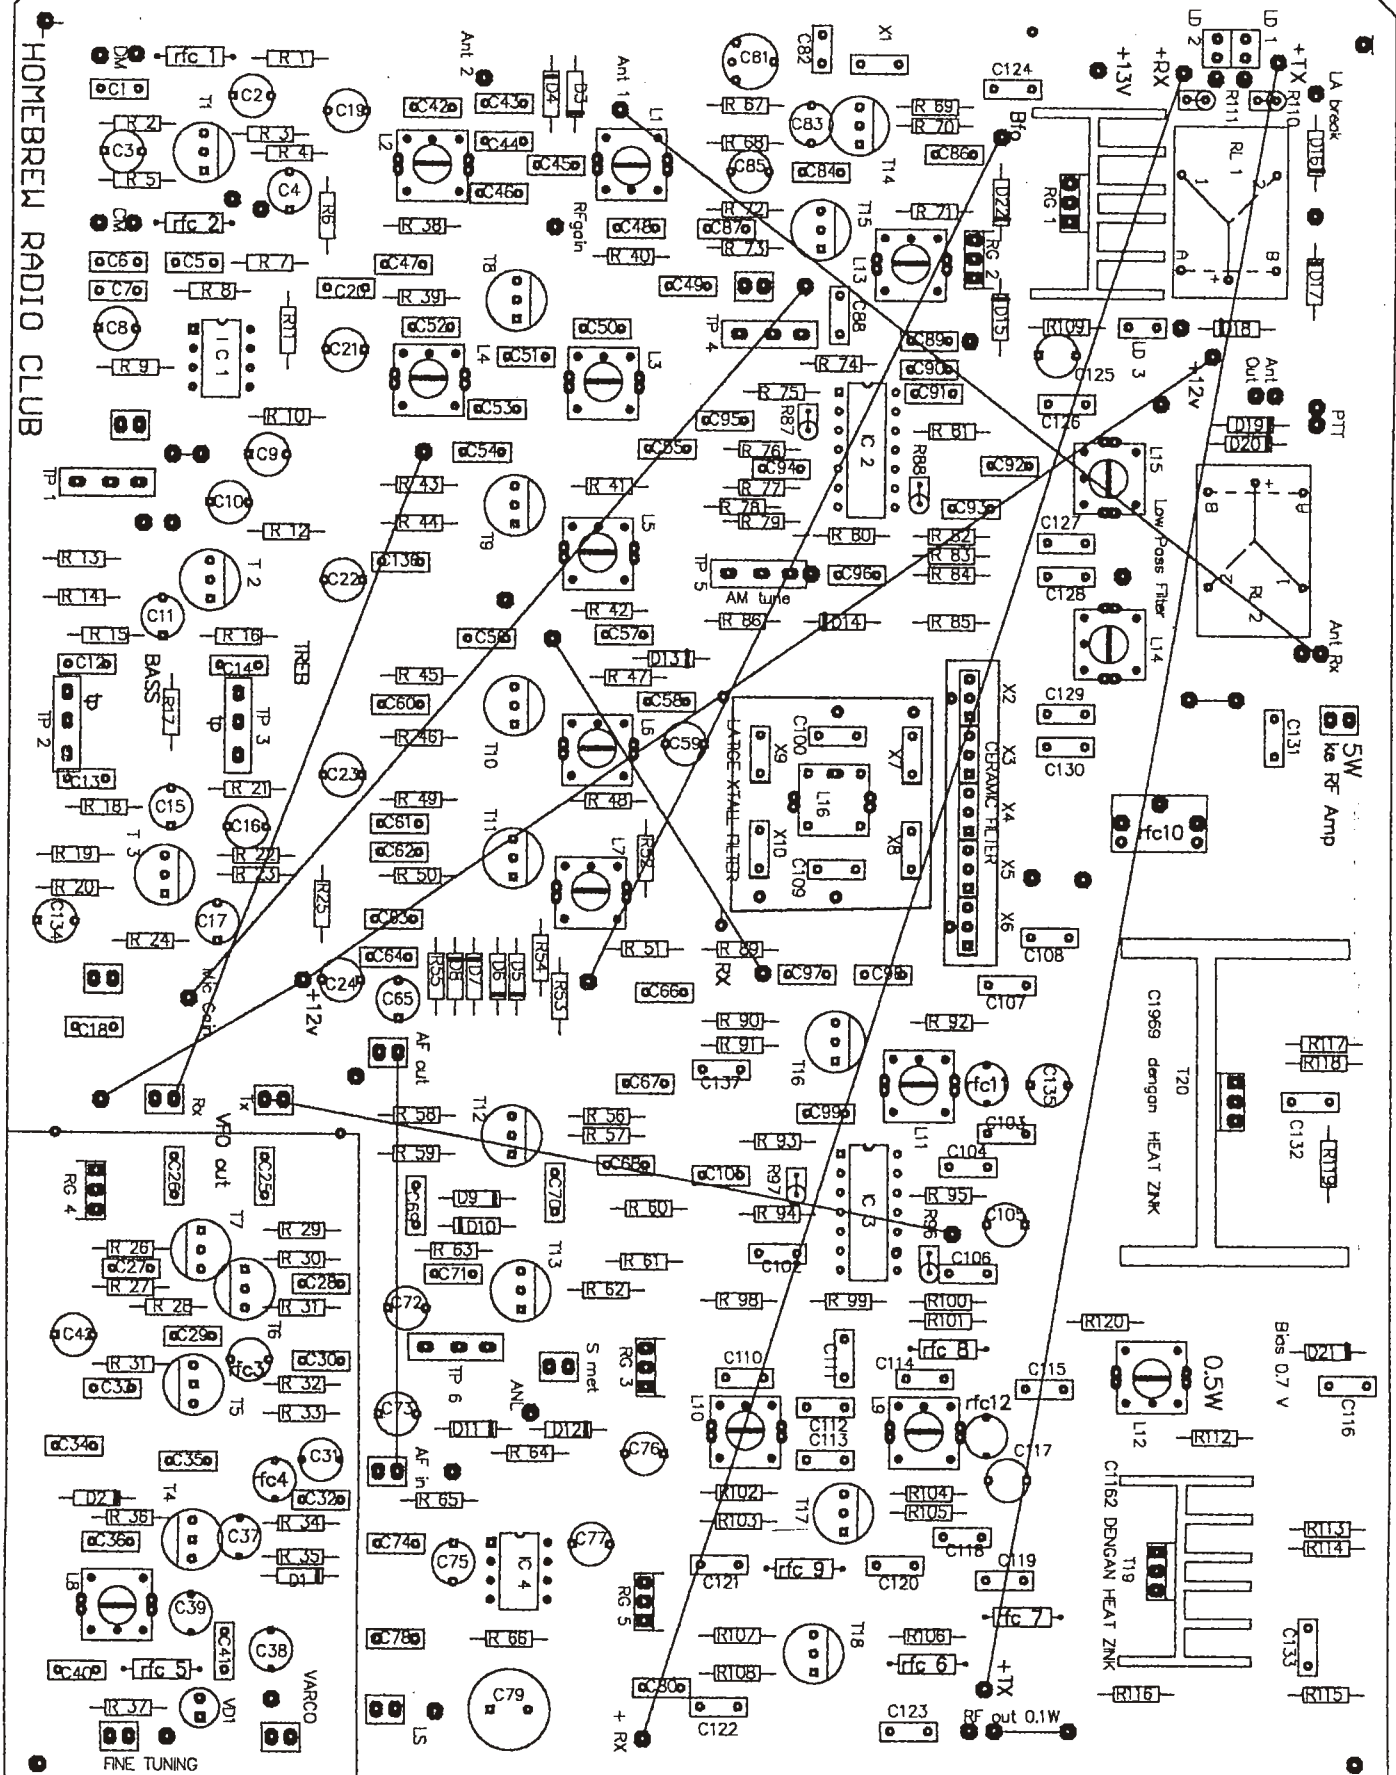 HOMEBREW RADIO CLUB
DM
rfc 1
R 1
C1
C2
T1
R 2
R 3
C3
R 4
R 5
C4
rfc 2
R6
C6
C5
R 7
C7
R 8
C8
IC 1
R11
R 9
R 10
C9
TP 1
C10
R 12
R 13
R 14
T 2
C11
R 15
R 16
C12
C14
BASS
TREB
R17
TP 2
TP 3
C13
R 18
C15
R 21
C16
T 3
R 19
R 22
R 23
R 20
C134
C17
R25
R 24
Mic Gain
C18
C24
+12v
C19
C20
C21
C22
C23
Ant 2
C42
C43
L2
C44
C45
C46
R 38
C47
R 39
C52
L4
C51
C53
C54
T8
RFgain
C48
R 40
C49
C50
L3
D4
D3
Ant 1
L1
R 43
R 44
T9
R 41
L5
R 42
C57
D13
R 47
C58
C59
R 45
C60
R 46
T10
L6
R 48
R 49
C61
C62
R 50
T11
L7
C63
C64
C65
R55
D8
D7
D6
D5
R54
R53
R 51
C66
C67
AF out
VFO out
Rx
Tx
R 58
R 59
T12
R 56
R 57
C68
C69
D9
D10
C70
R 60
R 63
C71
T13
R 61
R 62
C72
TP 6
S met
RG 3
ANL
C73
D11
D12
R 64
C76
AF in
R 65
C74
C75
IC 4
C77
RG 5
C78
R 66
C79
C80
LS
+ RX
RG 4
C26
C25
T7
R 26
C27
R 27
R 28
R 29
R 30
C28
R 31
T6
C29
rfc3
C30
R 31
R 32
T5
R 33
C34
C35
C31
rfc4
C32
D2
R 36
C36
T4
C37
R 34
R 35
D1
L8
C39
C41
C38
C40
rfc 5
VARCO
R 37
VD1
FINE TUNING
C81
C82
X1
R 67
C83
R 68
C85
T14
C84
R 69
R 70
C86
Bfo
C124
R 72
C87
R 73
T15
R 71
L13
RG 2
D22
D15
TP 4
C88
C89
C90
C91
R 74
R 75
R87
IC 2
R 81
R88
C92
C93
C95
R 76
C94
R 77
R 78
R 79
R 80
R 82
R 83
R 84
R 85
TP 5
AM tune
C96
R 86
D14
X9
C100
X7
L16
X10
C109
X8
X2
X3
X4
X5
X6
CERAMIC FILTER
R 89
RX
C97
C98
C108
C107
R 90
R 91
C137
T16
R 92
L11
rfc11
C135
C99
C103
R 93
C104
R97
IC 3
R 95
R 94
R96
C105
C102
C106
R 98
R 99
R100
R101
rfc 8
C110
C111
C114
C115
L10
C112
C113
L9
rfc12
C117
R102
R103
T17
R104
R105
C118
C121
rfc 9
C120
C119
rfc 7
R107
R108
T18
R106
rfc 6
+TX
C122
C123
RF out 0.1W
+13V
+RX
LD 2
LD 1
+TX
R111
R110
LA break
D16
RL 1
RG 1
D17
R109
LD 3
C125
D18
+12v
Ant Out
PTT
D19
D20
C126
L15
Low Pass Filter
C127
C128
L14
RL 2
Ant Rx
C129
C130
C131
5W
ke RF Amp
rfc10
C1969 dengan HEAT ZINK
T20
R117
R118
C132
R119
R120
Bias 0.7 V
D21
C116
0.5W
L12
R112
C1162 DENGAN HEAT ZINK
T19
R113
R114
C133
R116
R115